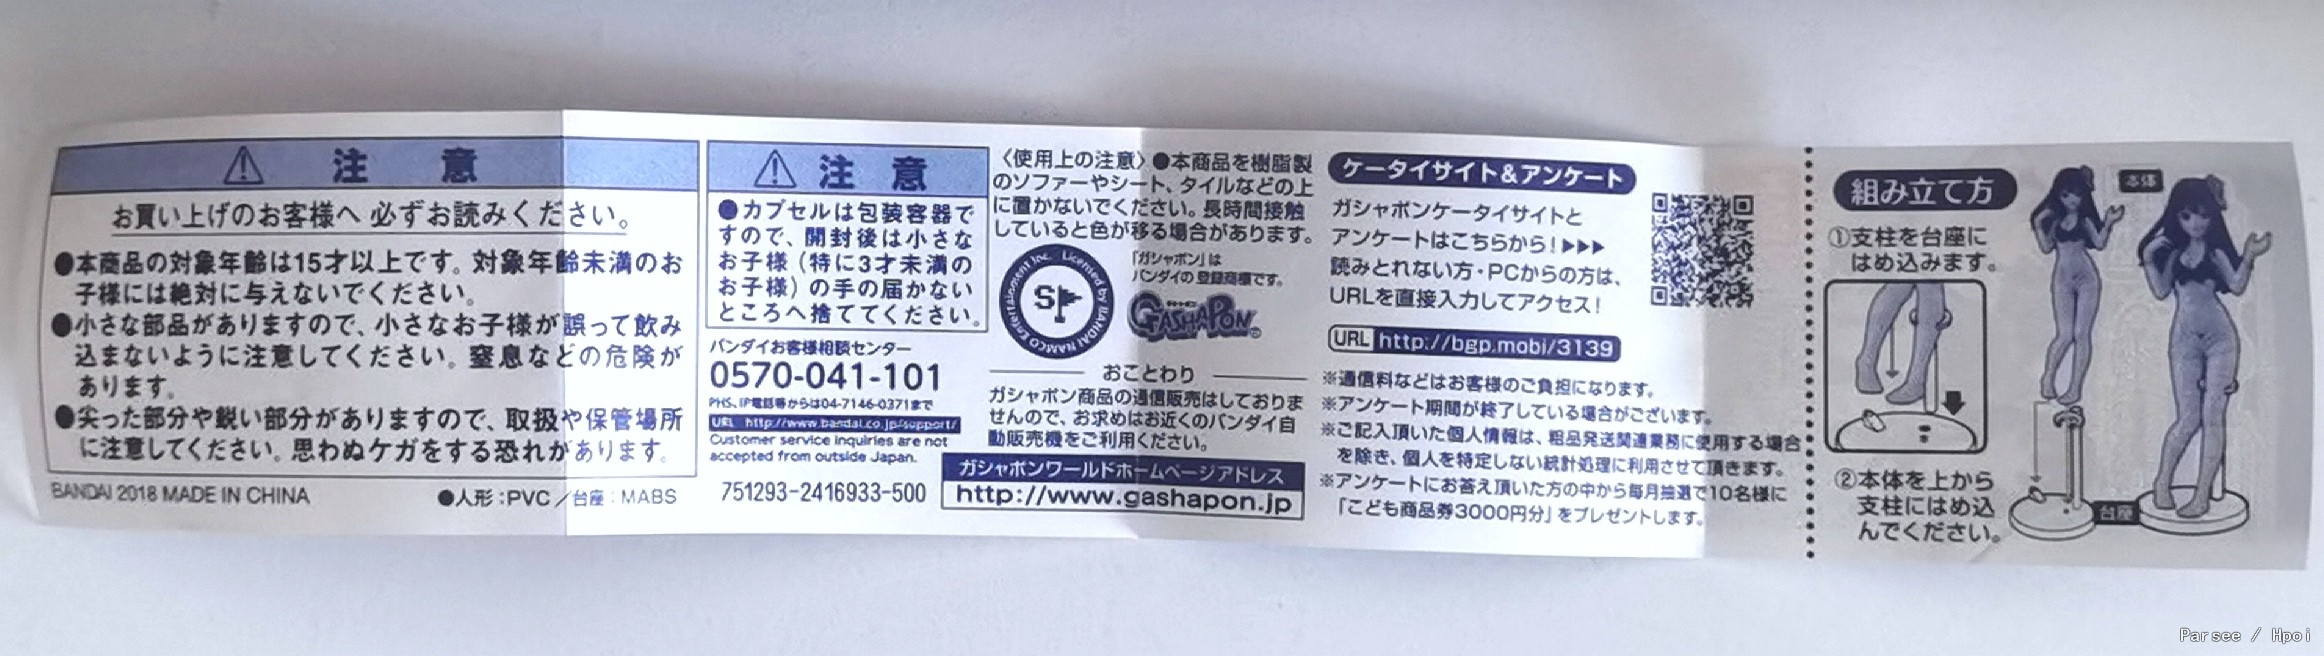 注意
お買い上げのお客様へ 必ずお読みください。
●本商品の対象年齢は15才以上です。対象年齢未満のお
子様には絶対に与えないでください。
●小さな部品がありますので、小さなお子様が誤って飲み
込まないように注意してください。窒息などの危険が
あります。
●尖った部分や鋭い部分がありますので、取扱や保管場所
に注意してください。思わぬケガをする恐れがあります。
BANDAI 2018 MADE IN CHINA
●人形：PVC／台座：MABS
注意
●カプセルは包装容器で
すので、開封後は小さな
お子様（特に3才未満の
お子様）の手の届かない
ところへ捨ててください。
バンダイお客様相談センター
0570-041-101
PHS、IP電話等からは04-7146-0371まで
URL http://www.bandai.co.jp/support/
Customer service inquiries are not
accepted from outside Japan.
751293-2416933-500
〈使用上の注意〉●本商品を樹脂製
のソファーやシート、タイルなどの上
に置かないでください。長時間接触
していると色が移る場合があります。
Licensed by BANDAI NAMCO Entertainment Inc.
SP
「ガシャポン」は
バンダイの登録商標です。
GASHAPON
おことわり
ガシャポン商品の通信販売はしておりま
せんので、お求めはお近くのバンダイ自
動販売機をご利用ください。
ガシャポンワールドホームページアドレス
http://www.gashapon.jp
ケータイサイト&アンケート
ガシャポンケータイサイトと
アンケートはこちらから！▶▶▶
読みとれない方・PCからの方は、
URLを直接入力してアクセス！
URL http://bgp.mobi/3139
※通信料などはお客様のご負担になります。
※アンケート期間が終了している場合がございます。
※ご記入頂いた個人情報は、粗品発送関連業務に使用する場合
を除き、個人を特定しない統計処理に利用させて頂きます。
※アンケートにお答え頂いた方の中から毎月抽選で10名様に
「こども商品券3000円分」をプレゼントします。
組み立て方
①支柱を台座に
はめ込みます。
②本体を上から
支柱にはめ込
んでください。
本体
台座
Parsee / Hpoi